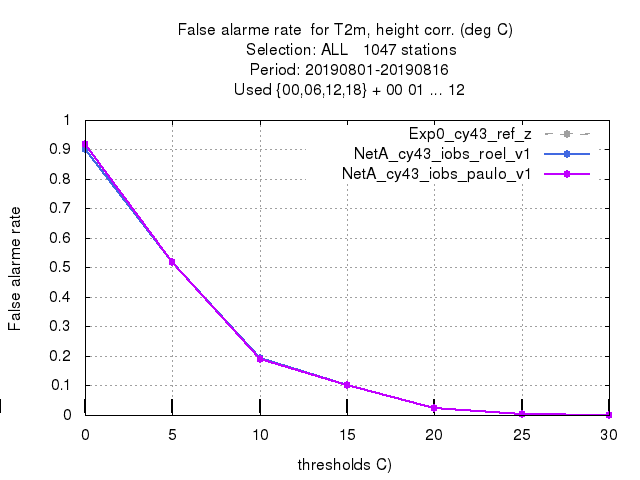 False alarme rate  for T2m, height corr. (deg C)
Selection: ALL   1047 stations
Period: 20190801-20190816
Used {00,06,12,18} + 00 01 ... 12
Exp0_cy43_ref_z
NetA_cy43_iobs_roel_v1
NetA_cy43_iobs_paulo_v1
1
0.9
0.8
0.7
0.6
0.5
0.4
0.3
0.2
0.1
0
False alarme rate
0 5 10 15 20 25 30
thresholds C)